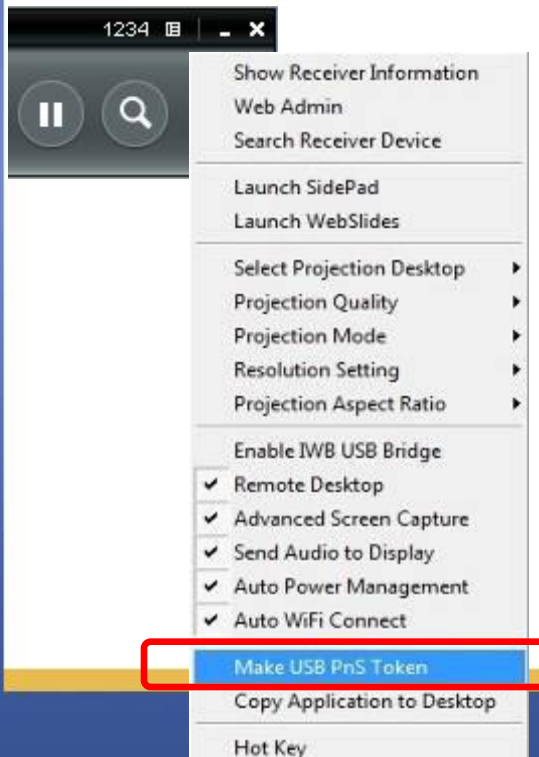 1234
Show Receiver Information
Web Admin
Search Receiver Device
Launch SidePad
Launch WebSlides
Select Projection Desktop
Projection Quality
Projection Mode
Resolution Setting
Projection Aspect Ratio
Enable IWB USB Bridge
Remote Desktop
Advanced Screen Capture
Send Audio to Display
Auto Power Management
Auto WiFi Connect
Make USB PnS Token
Copy Application to Desktop
Hot Key